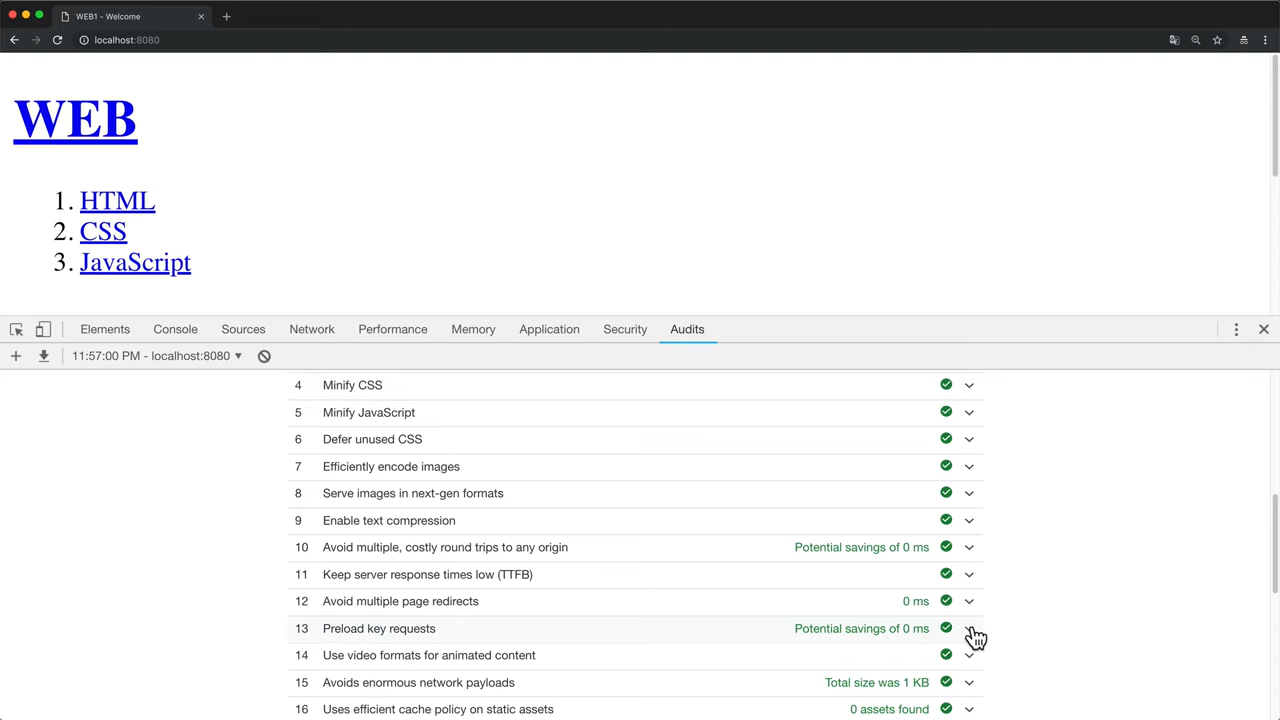 WEB1 - Welcome
localhost:8080
WEB
1. HTML
2. CSS
3. JavaScript
Elements Console Sources Network Performance Memory Application Security Audits
11:57:00 PM - localhost:8080
4 Minify CSS
5 Minify JavaScript
6 Defer unused CSS
7 Efficiently encode images
8 Serve images in next-gen formats
9 Enable text compression
10 Avoid multiple, costly round trips to any origin Potential savings of 0 ms
11 Keep server response times low (TTFB)
12 Avoid multiple page redirects 0 ms
13 Preload key requests Potential savings of 0 ms
14 Use video formats for animated content
15 Avoids enormous network payloads Total size was 1 KB
16 Uses efficient cache policy on static assets 0 assets found